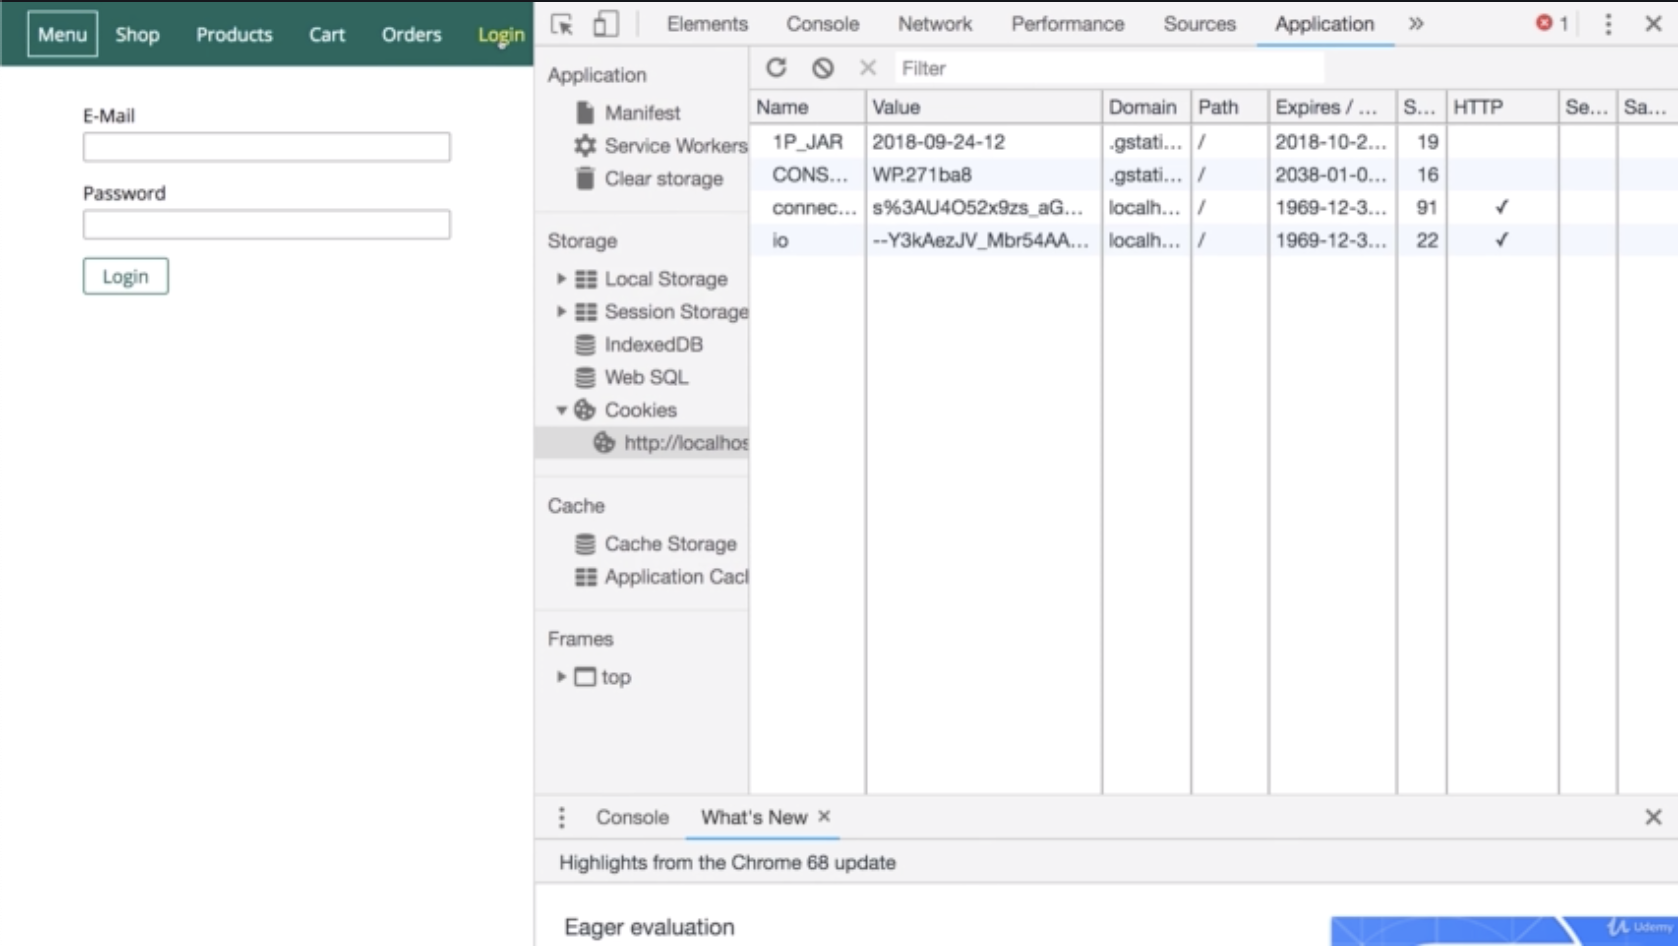 Menu Shop Products Cart Orders Login
E-Mail
Password
Login
Elements Console Network Performance Sources Application » 1
Application
Manifest
Service Workers
Clear storage
Storage
Local Storage
Session Storage
IndexedDB
Web SQL
Cookies
http://localhos
Cache
Cache Storage
Application Cacl
Frames
top
Filter
Name Value Domain Path Expires / ... S... HTTP Se... Sa...
1P_JAR 2018-09-24-12 .gstati... / 2018-10-2... 19
CONS... WP.271ba8 .gstati... / 2038-01-0... 16
connec... s%3AU4O52x9zs_aG... localh... / 1969-12-3... 91 ✓
io --Y3kAezJV_Mbr54AA... localh... / 1969-12-3... 22 ✓
Console What's New ×
Highlights from the Chrome 68 update
Eager evaluation
Udemy